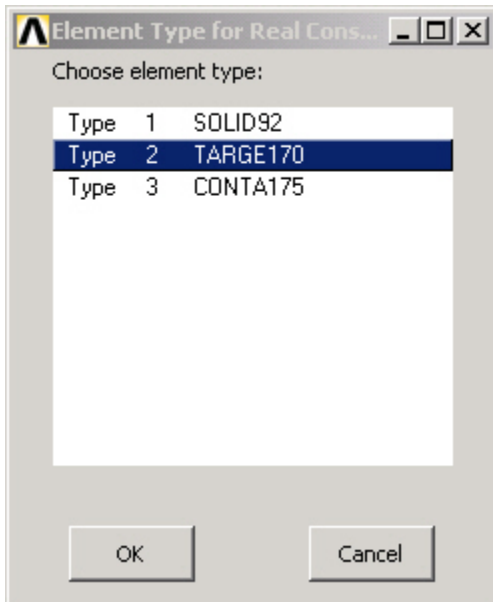 Element Type for Real Cons...
Choose element type:
Type 1 SOLID92
Type 2 TARGE170
Type 3 CONTA175
OK Cancel